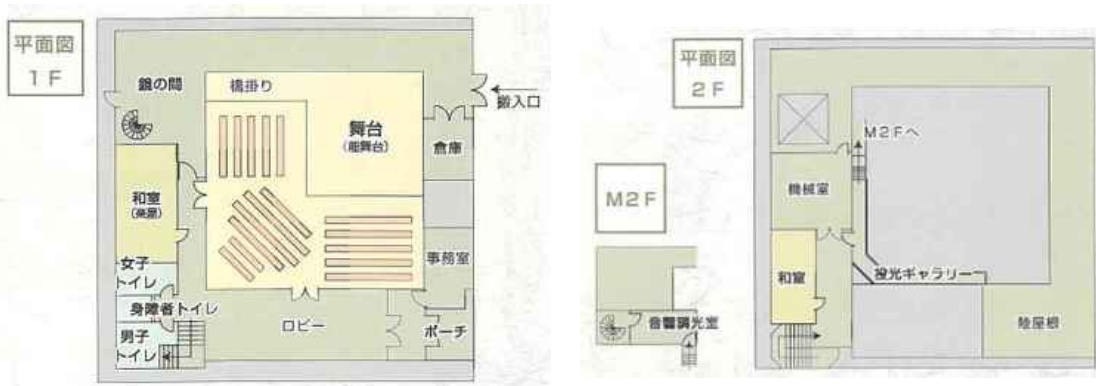 平面図
1F
鏡の間
橋掛り
搬入口
舞台
(能舞台)
倉庫
和室
(楽屋)
事務室
女子
トイレ
身障者トイレ
ロビー
ポーチ
男子
トイレ
平面図
2F
M2Fへ
機械室
M2F
和室
投光ギャラリー
音響調光室
陸屋根